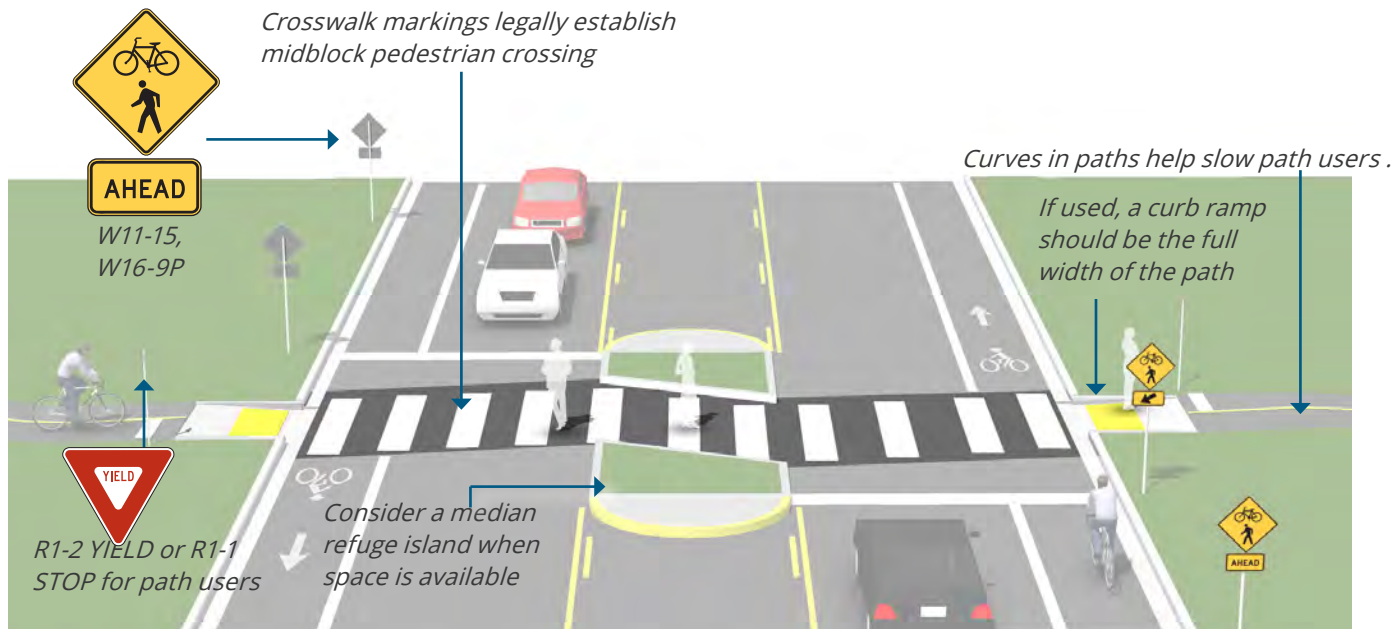 Crosswalk markings legally establish
midblock pedestrian crossing
AHEAD
W11-15,
W16-9P
Curves in paths help slow path users .
If used, a curb ramp
should be the full
width of the path
YIELD
R1-2 YIELD or R1-1
STOP for path users
Consider a median
refuge island when
space is available
AHEAD